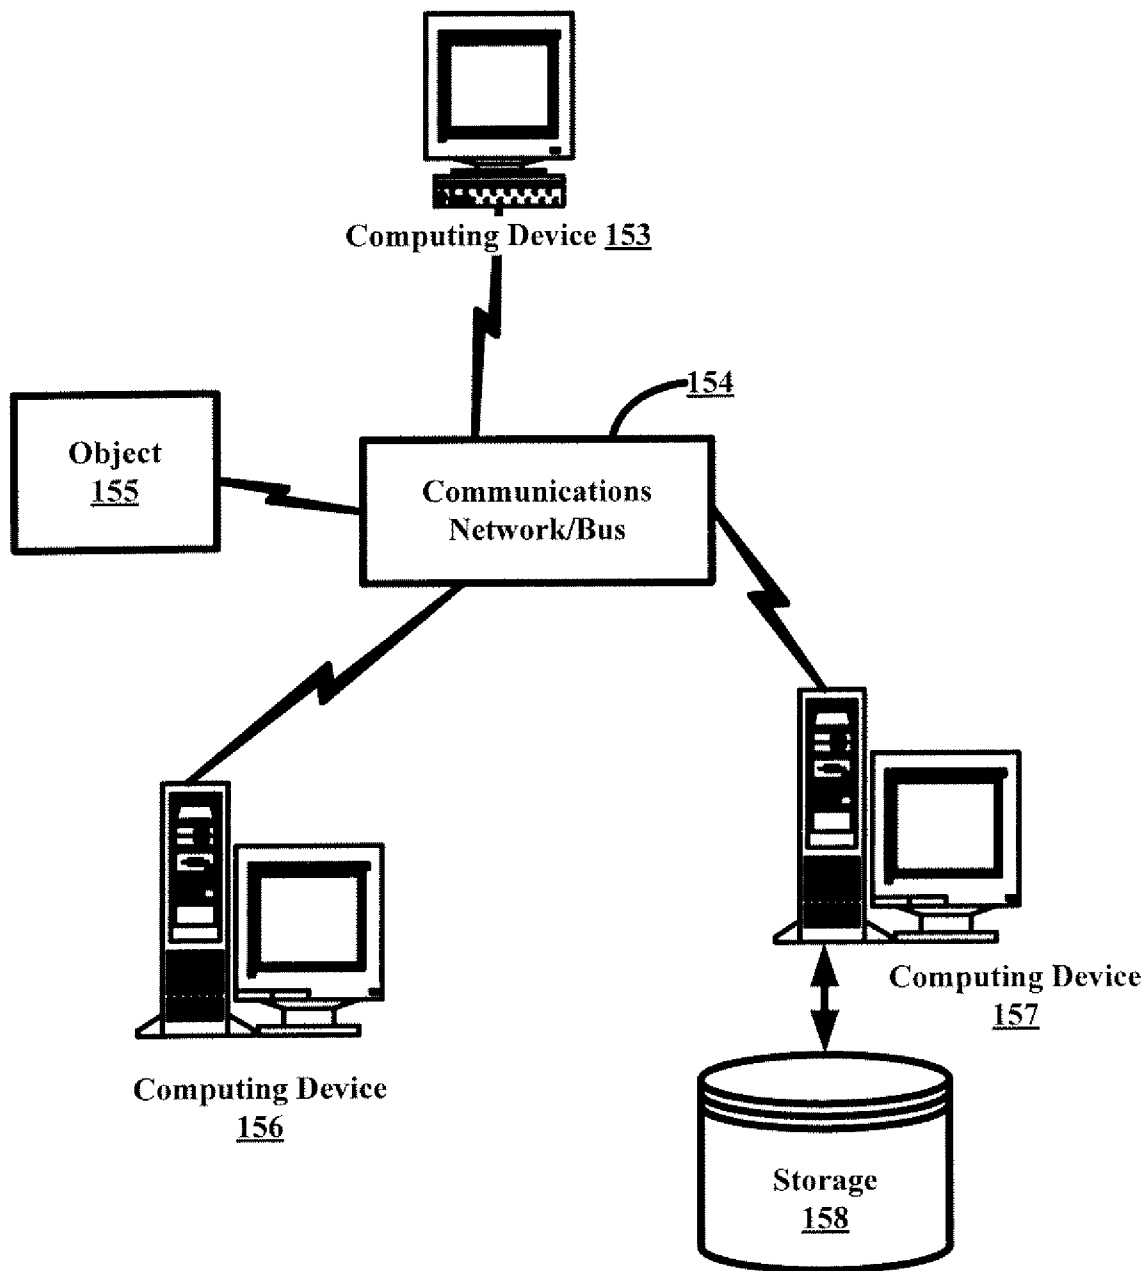 Computing Device 153
154
Object
155
Communications
Network/Bus
Computing Device
157
Computing Device
156
Storage
158